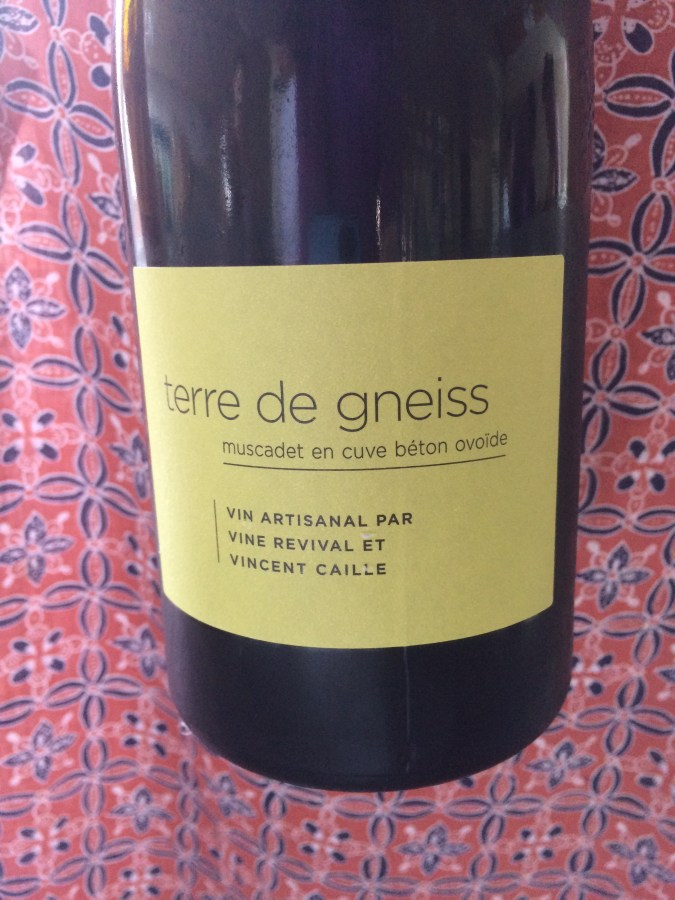 terre de gneiss
muscadet en cuve béton ovoïde
VIN ARTISANAL PAR
VINE REVIVAL ET
VINCENT CAILLE